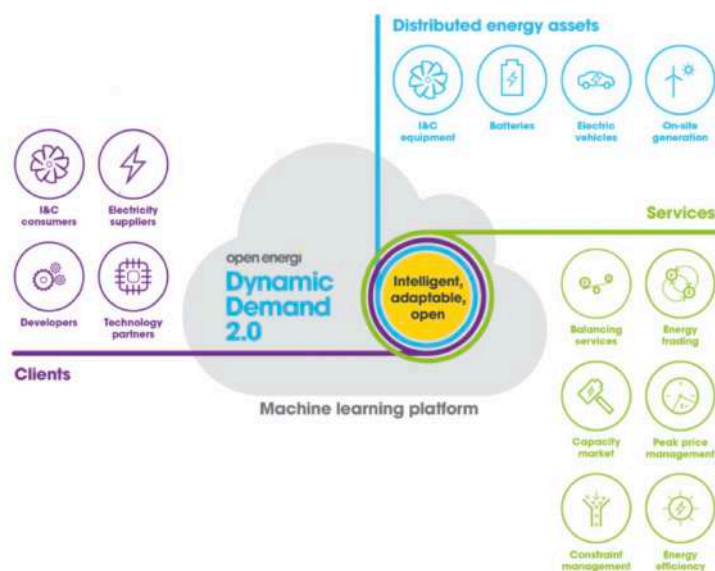 Distributed energy assets
I&C
equipment
Batteries
Electric
vehicles
On-site
generation
I&C
consumers
Electricity
suppliers
Developers
Technology
partners
Clients
open energi
Dynamic
Demand
2.0
Intelligent,
adaptable,
open
Machine learning platform
Services
Balancing
services
Energy
trading
Capacity
market
Peak price
management
Constraint
management
Energy
efficiency